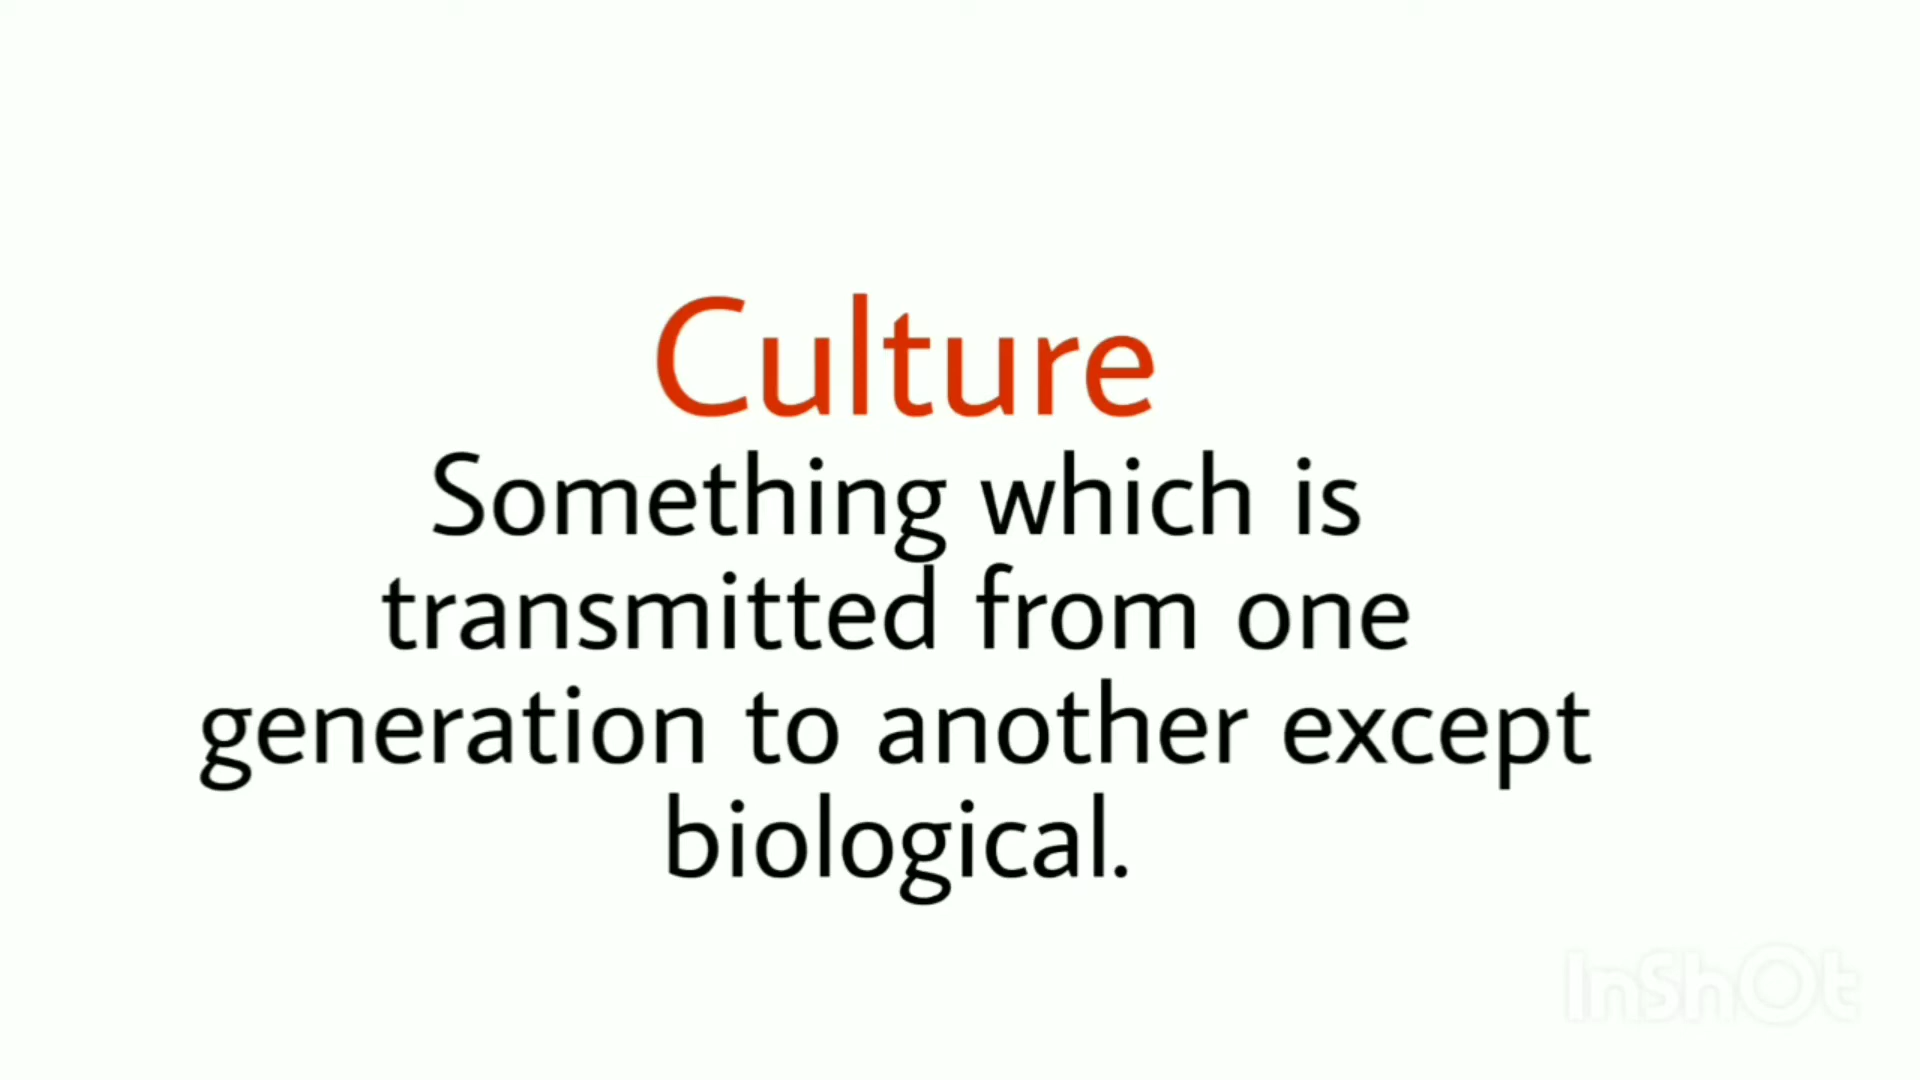 Culture
Something which is
transmitted from one
generation to another except
biological.
InShOt